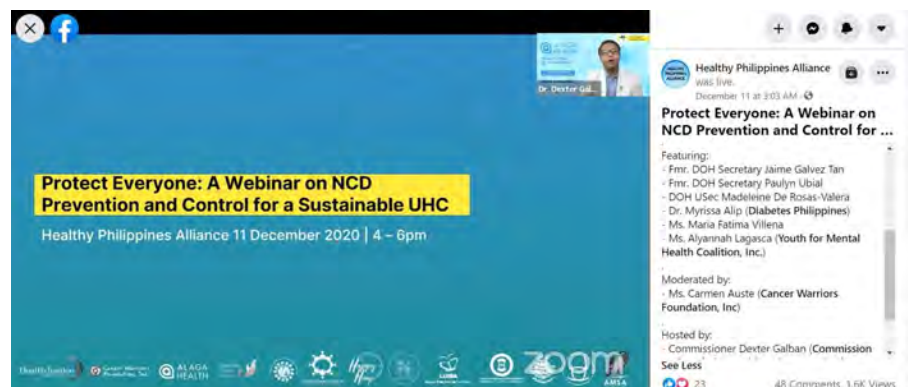 Dr. Dexter Gal...
Protect Everyone: A Webinar on NCD
Prevention and Control for a Sustainable UHC
Healthy Philippines Alliance 11 December 2020 | 4 – 6pm
HealthJustice
ALAGA
HEALTH
zoom
AMSA
Healthy Philippines Alliance
was live.
December 11 at 3:03 AM
Protect Everyone: A Webinar on
NCD Prevention and Control for ...
Featuring:
- Fmr. DOH Secretary Jaime Galvez Tan
- Fmr. DOH Secretary Paulyn Ubial
- DOH USec Madeleine De Rosas-Valera
- Dr. Myrissa Alip (Diabetes Philippines)
- Ms. Maria Fatima Villena
- Ms. Alyannah Lagasca (Youth for Mental
Health Coalition, Inc.)
Moderated by:
- Ms. Carmen Auste (Cancer Warriors
Foundation, Inc)
Hosted by:
- Commissioner Dexter Galban (Commission
See Less
23
48 Comments 1.6K Views